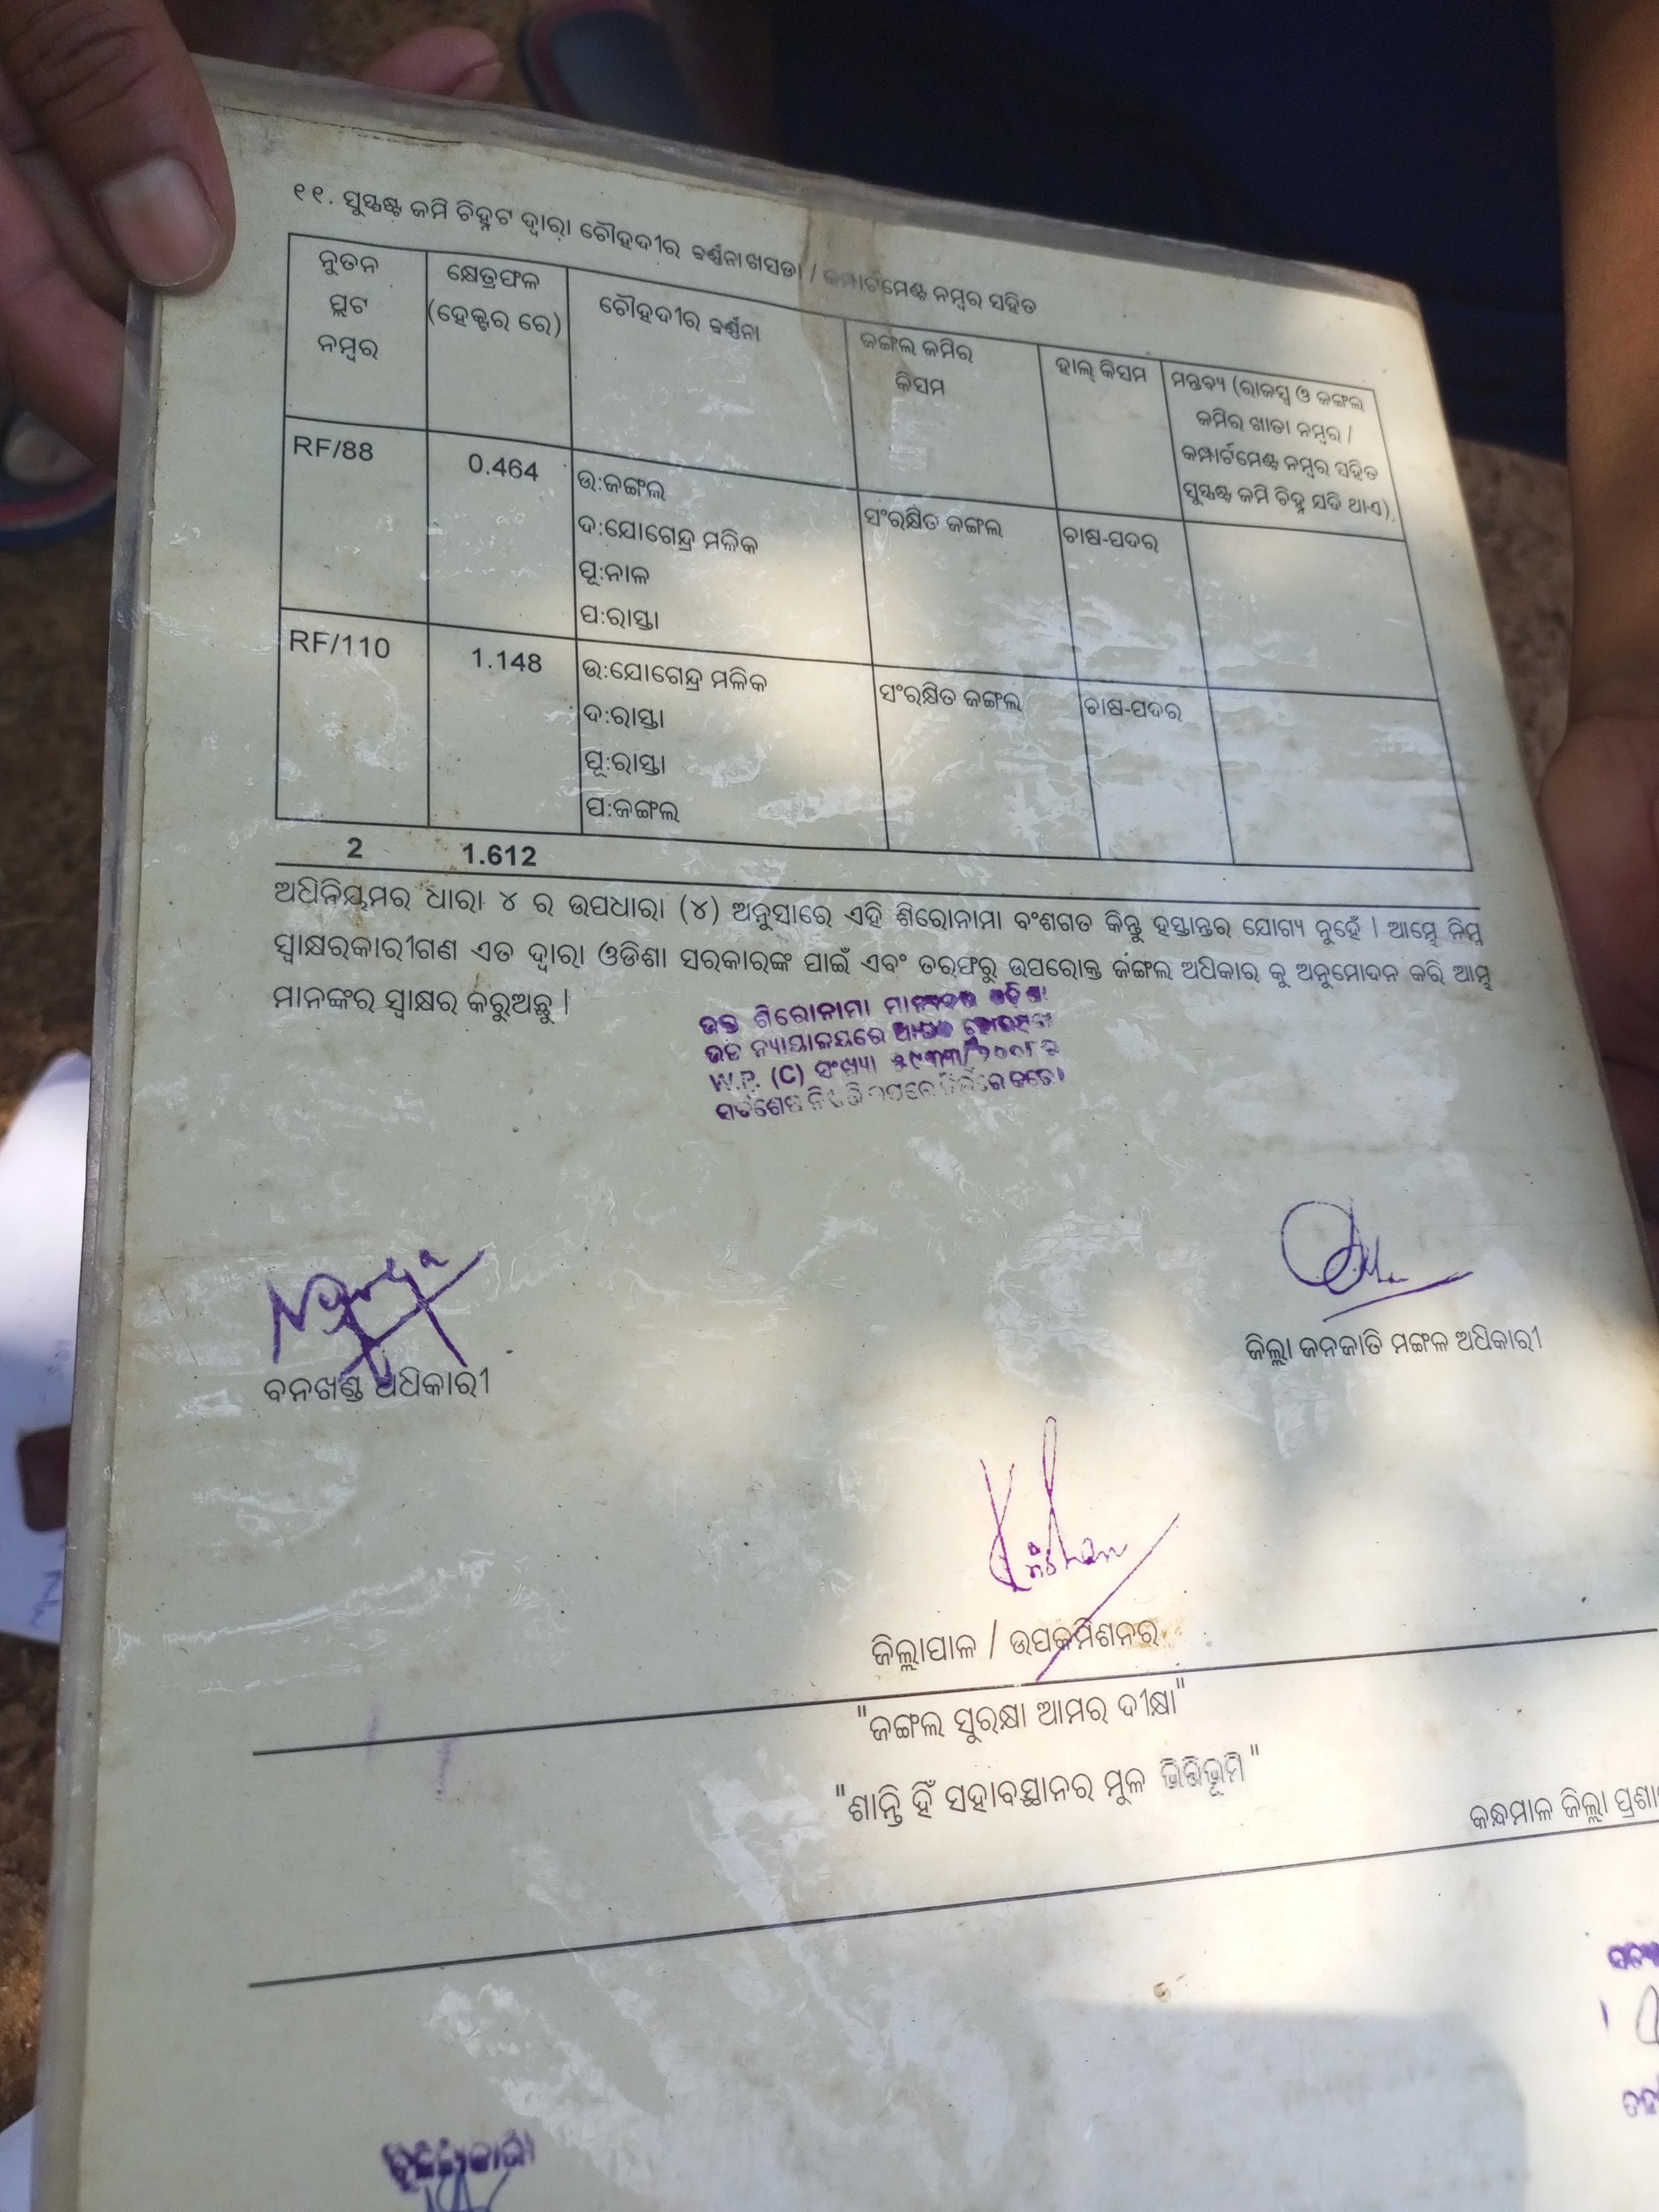 ୧୧. ସୁସ୍ପଷ୍ଟ ଜମି ଚିହ୍ନଟ ଦ୍ୱାରା ଚୌହଦୀର ବର୍ଣ୍ଣନା ଖସଡା / କମ୍ପାର୍ଟମେଣ୍ଟ ନମ୍ବର ସହିତ
ନୁତନ ପ୍ଲଟ ନମ୍ବର
କ୍ଷେତ୍ରଫଳ (ହେକ୍ଟର ରେ)
ଚୌହଦୀର ବର୍ଣ୍ଣନା
ଜଙ୍ଗଲ ଜମିର କିସମ
ହାଲ୍ କିସମ
ମନ୍ତବ୍ୟ (ରାଜସ୍ୱ ଓ ଜଙ୍ଗଲ
ଜମିର ଖାତା ନମ୍ବର /
କମ୍ପାର୍ଟମେଣ୍ଟ ନମ୍ବର ସହିତ
ସୁସ୍ପଷ୍ଟ ଜମି ଚିହ୍ନ ଯଦି ଥାଏ)
RF/88
0.464
ଉ:ଜଙ୍ଗଲ
ଦ:ଯୋଗେନ୍ଦ୍ର ମଳିକ
ପୂ:ନାଳ
ପ:ରାସ୍ତା
ସଂରକ୍ଷିତ ଜଙ୍ଗଲ
ଚାଷ-ପଦର
RF/110
1.148
ଉ:ଯୋଗେନ୍ଦ୍ର ମଳିକ
ଦ:ରାସ୍ତା
ପୂ:ରାସ୍ତା
ପ:ଜଙ୍ଗଲ
ସଂରକ୍ଷିତ ଜଙ୍ଗଲ
ଚାଷ-ପଦର
2 1.612
ଅଧିନିୟମର ଧାରା ୪ ର ଉପଧାରା (୪) ଅନୁସାରେ ଏହି ଶିରୋନାମା ବଂଶଗତ କିନ୍ତୁ ହସ୍ତାନ୍ତର ଯୋଗ୍ୟ ନୁହେଁ । ଆମ୍ଭେ ନିମ୍ନ
ସ୍ୱାକ୍ଷରକାରୀଗଣ ଏତ ଦ୍ୱାରା ଓଡିଶା ସରକାରଙ୍କ ପାଇଁ ଏବଂ ତରଫରୁ ଉପରୋକ୍ତ ଜଙ୍ଗଲ ଅଧିକାର କୁ ଅନୁମୋଦନ କରି ଆମ୍ଭ
ମାନଙ୍କର ସ୍ୱାକ୍ଷର କରୁଅଛୁ ।
ଉକ୍ତ ଶିରୋନାମା
ଉଚ୍ଚ ନ୍ୟାୟାଳୟରେ
W.P. (C) ସଂଖ୍ୟା
ବନଖଣ୍ଡ ଅଧିକାରୀ
ଜିଲ୍ଲା ଜନଜାତି ମଙ୍ଗଳ ଅଧିକାରୀ
ଜିଲ୍ଲାପାଳ / ଉପକମିଶନର
"ଜଙ୍ଗଲ ସୁରକ୍ଷା ଆମର ଦୀକ୍ଷା"
"ଶାନ୍ତି ହିଁ ସହାବସ୍ଥାନର ମୁଳ ଭିତ୍ତିଭୂମି"
କନ୍ଧମାଳ ଜିଲ୍ଲା